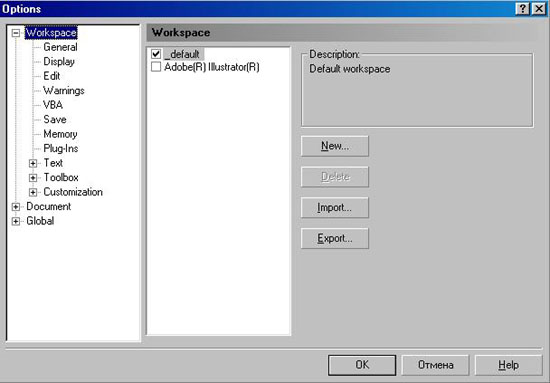 Options
Workspace
General
Display
Edit
Warnings
VBA
Save
Memory
Plug-Ins
Text
Toolbox
Customization
Document
Global
Workspace
_default
Adobe(R) Illustrator(R)
Description:
Default workspace
New...
Delete
Import...
Export...
OK
Отмена
Help